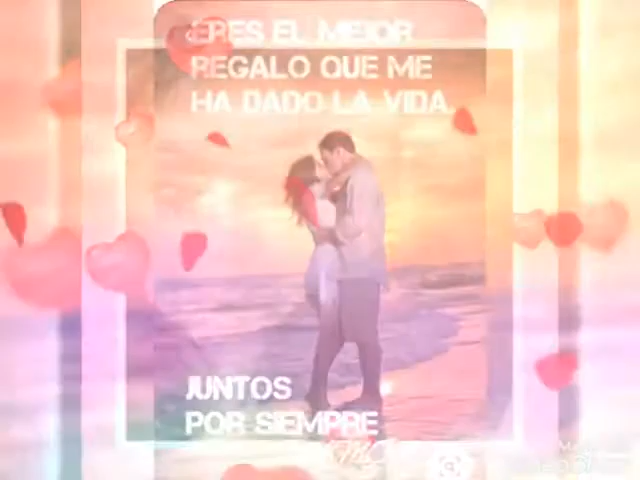 ERES EL MEJOR
REGALO QUE ME
HA DADO LA VIDA
JUNTOS
POR SIEMPRE